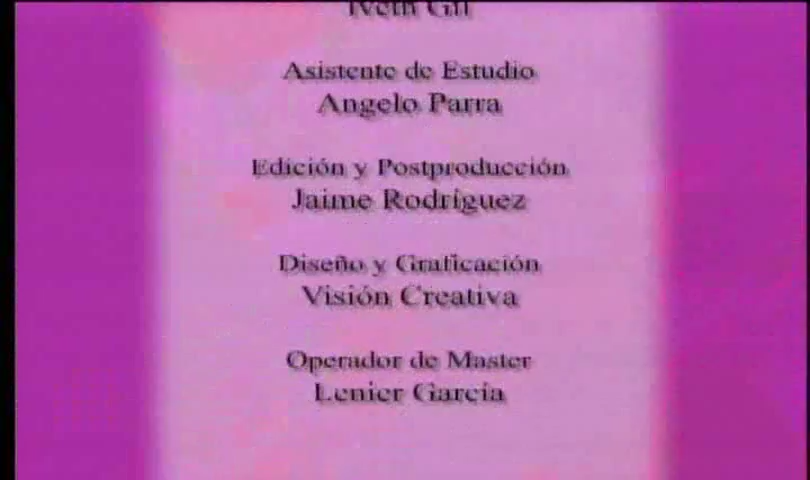 Asistente de Estudio
Angelo Parra
Edición y Postproducción
Jaime Rodríguez
Diseño y Graficación
Visión Creativa
Operador de Master
Lenier García